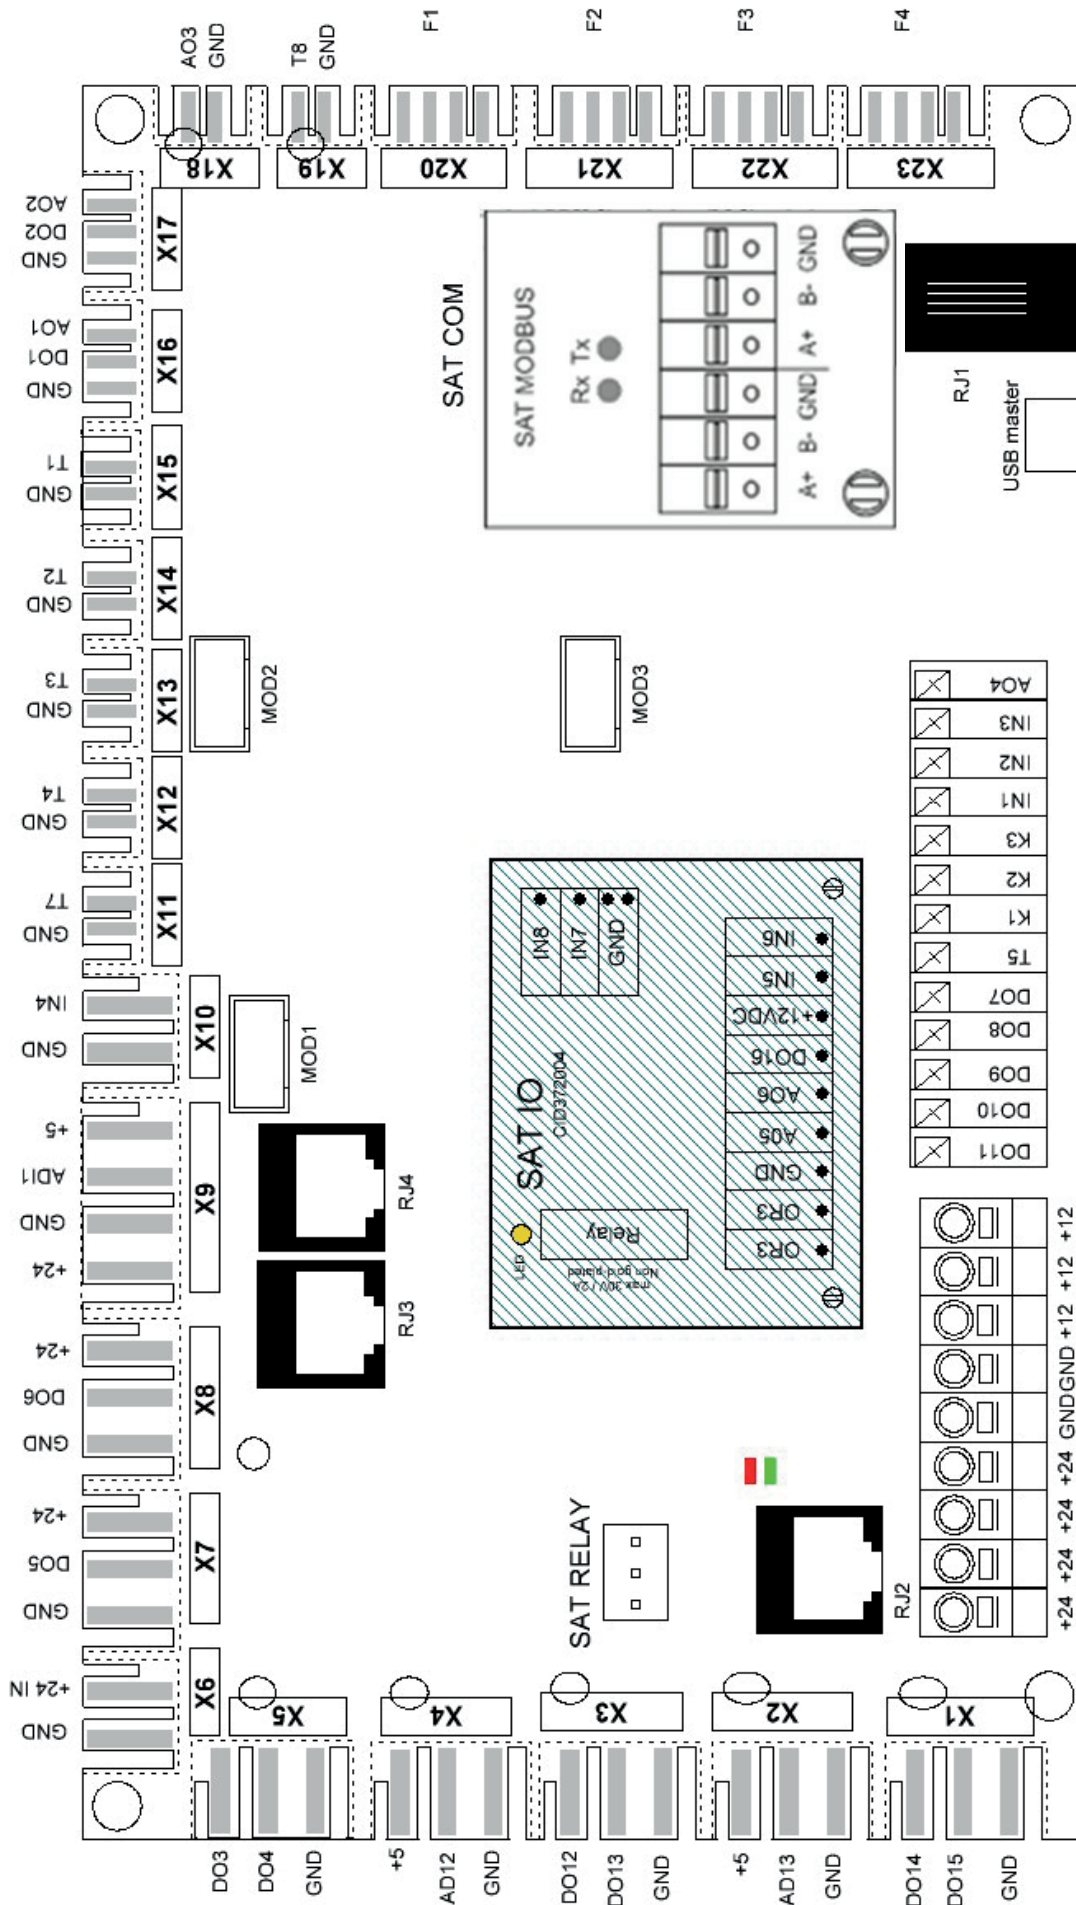 AO3
GND
T8
GND
F1
F2
F3
F4
X18
X19
X20
X21
X22
X23
AO2
DO2
GND
X17
AO1
DO1
GND
X16
T1
GND
X15
T2
GND
X14
T3
GND
X13
T4
GND
X12
T7
GND
X11
IN4
GND
X10
+5
ADI1
GND
+24
X9
+24
DO6
GND
X8
+24
DO5
GND
X7
+24 IN
GND
X6
SAT COM
SAT MODBUS
Rx Tx
A+ B- GND A+ B- GND
RJ1
USB master
MOD2
MOD3
MOD1
RJ4
RJ3
AO4
IN3
IN2
IN1
K3
K2
K1
T5
DO7
DO8
DO9
DO10
DO11
SAT IO
CID372004
LED
Relay
max 30V / 2A
Non gold-plated
IN8
IN7
GND
IN6
IN5
+12VDC
DO16
AO6
A05
GND
OR3
OR3
+24 +24 +24 +24 GND GND +12 +12 +12
SAT RELAY
RJ2
X5
X4
X3
X2
X1
DO3
DO4
GND
+5
AD12
GND
DO12
DO13
GND
+5
AD13
GND
DO14
DO15
GND